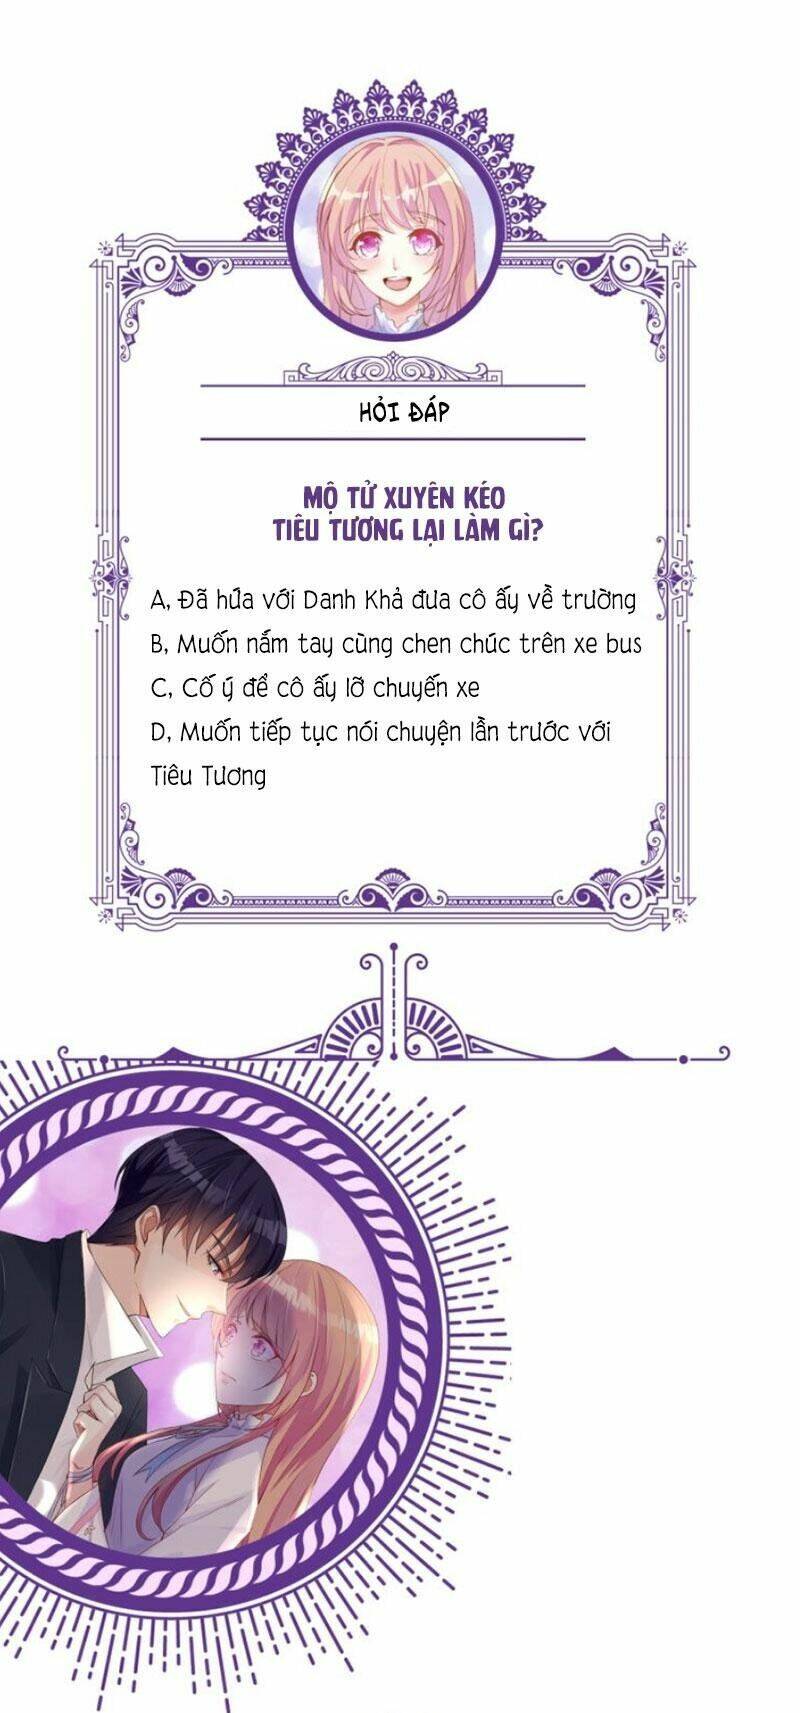 HỎI ĐÁP
MỘ TỬ XUYÊN KÉO
TIÊU TƯƠNG LẠI LÀM GÌ?
A, Đã hứa với Danh Khả đưa cô ấy về trường
B, Muốn nắm tay cùng chen chúc trên xe bus
C, Cố ý để cô ấy lỡ chuyến xe
D, Muốn tiếp tục nói chuyện lần trước với
Tiêu Tương